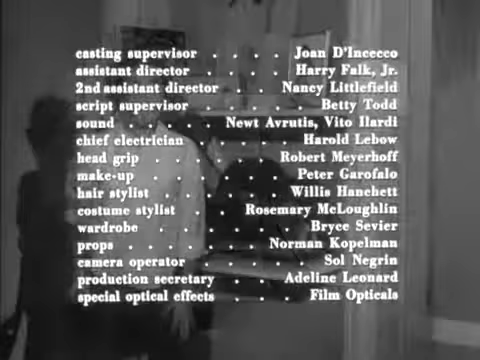 casting supervisor . . . . Joan D'Incecco
assistant director . . . . Harry Falk, Jr.
2nd assistant director . . Nancy Littlefield
script supervisor . . . . . Betty Todd
sound . . . . . Newt Avrutis, Vito Ilardi
chief electrician . . . . . Harold Lebow
head grip . . . . . . Robert Meyerhoff
make-up . . . . . . . Peter Garofalo
hair stylist . . . . . Willis Hanchett
costume stylist . . Rosemary McLoughlin
wardrobe . . . . . . . Bryce Sevier
props . . . . . . . Norman Kopelman
camera operator . . . . . Sol Negrin
production secretary . . Adeline Leonard
special optical effects . . . Film Opticals